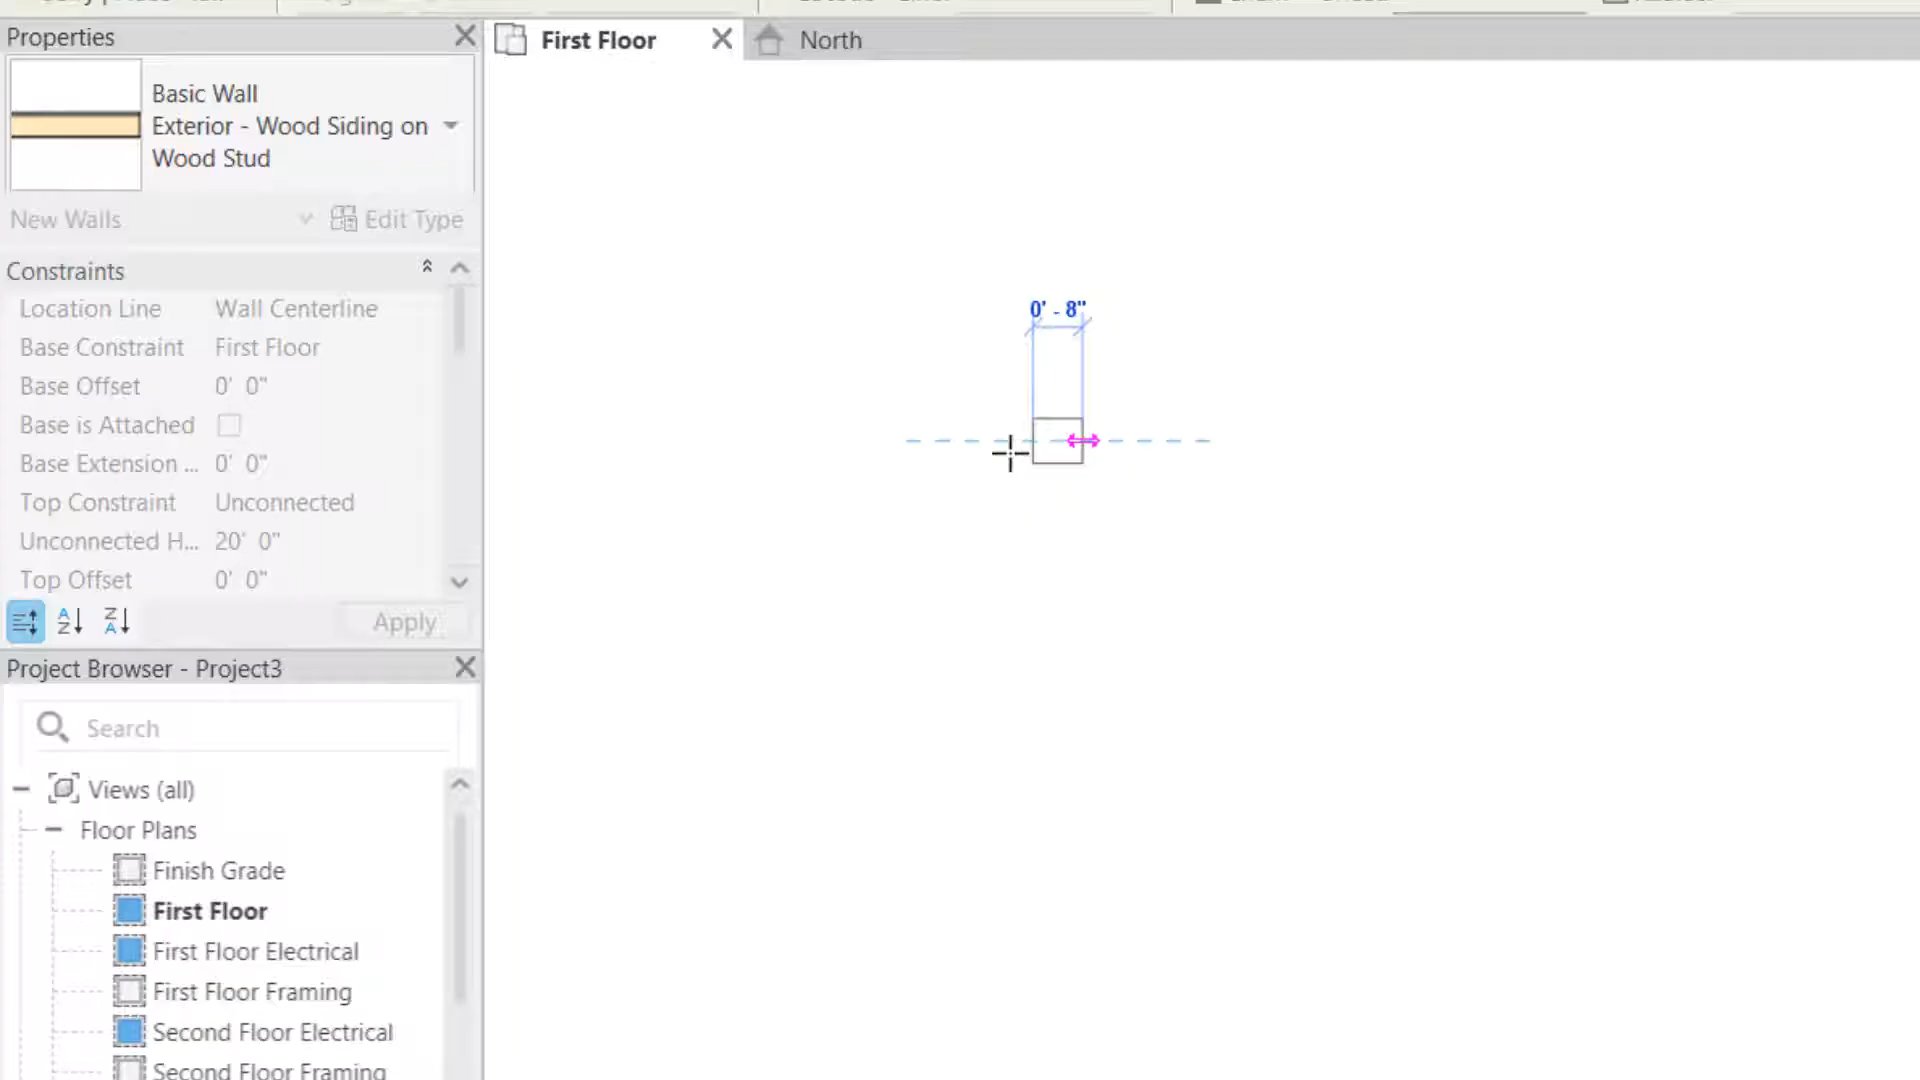 Properties
Basic Wall
Exterior - Wood Siding on
Wood Stud
New Walls
Edit Type
Constraints
Location Line Wall Centerline
Base Constraint First Floor
Base Offset 0' 0"
Base is Attached
Base Extension ... 0' 0"
Top Constraint Unconnected
Unconnected H... 20' 0"
Top Offset 0' 0"
Apply
Project Browser - Project3
Search
Views (all)
Floor Plans
Finish Grade
First Floor
First Floor Electrical
First Floor Framing
Second Floor Electrical
Second Floor Framing
First Floor
North
0' - 8"